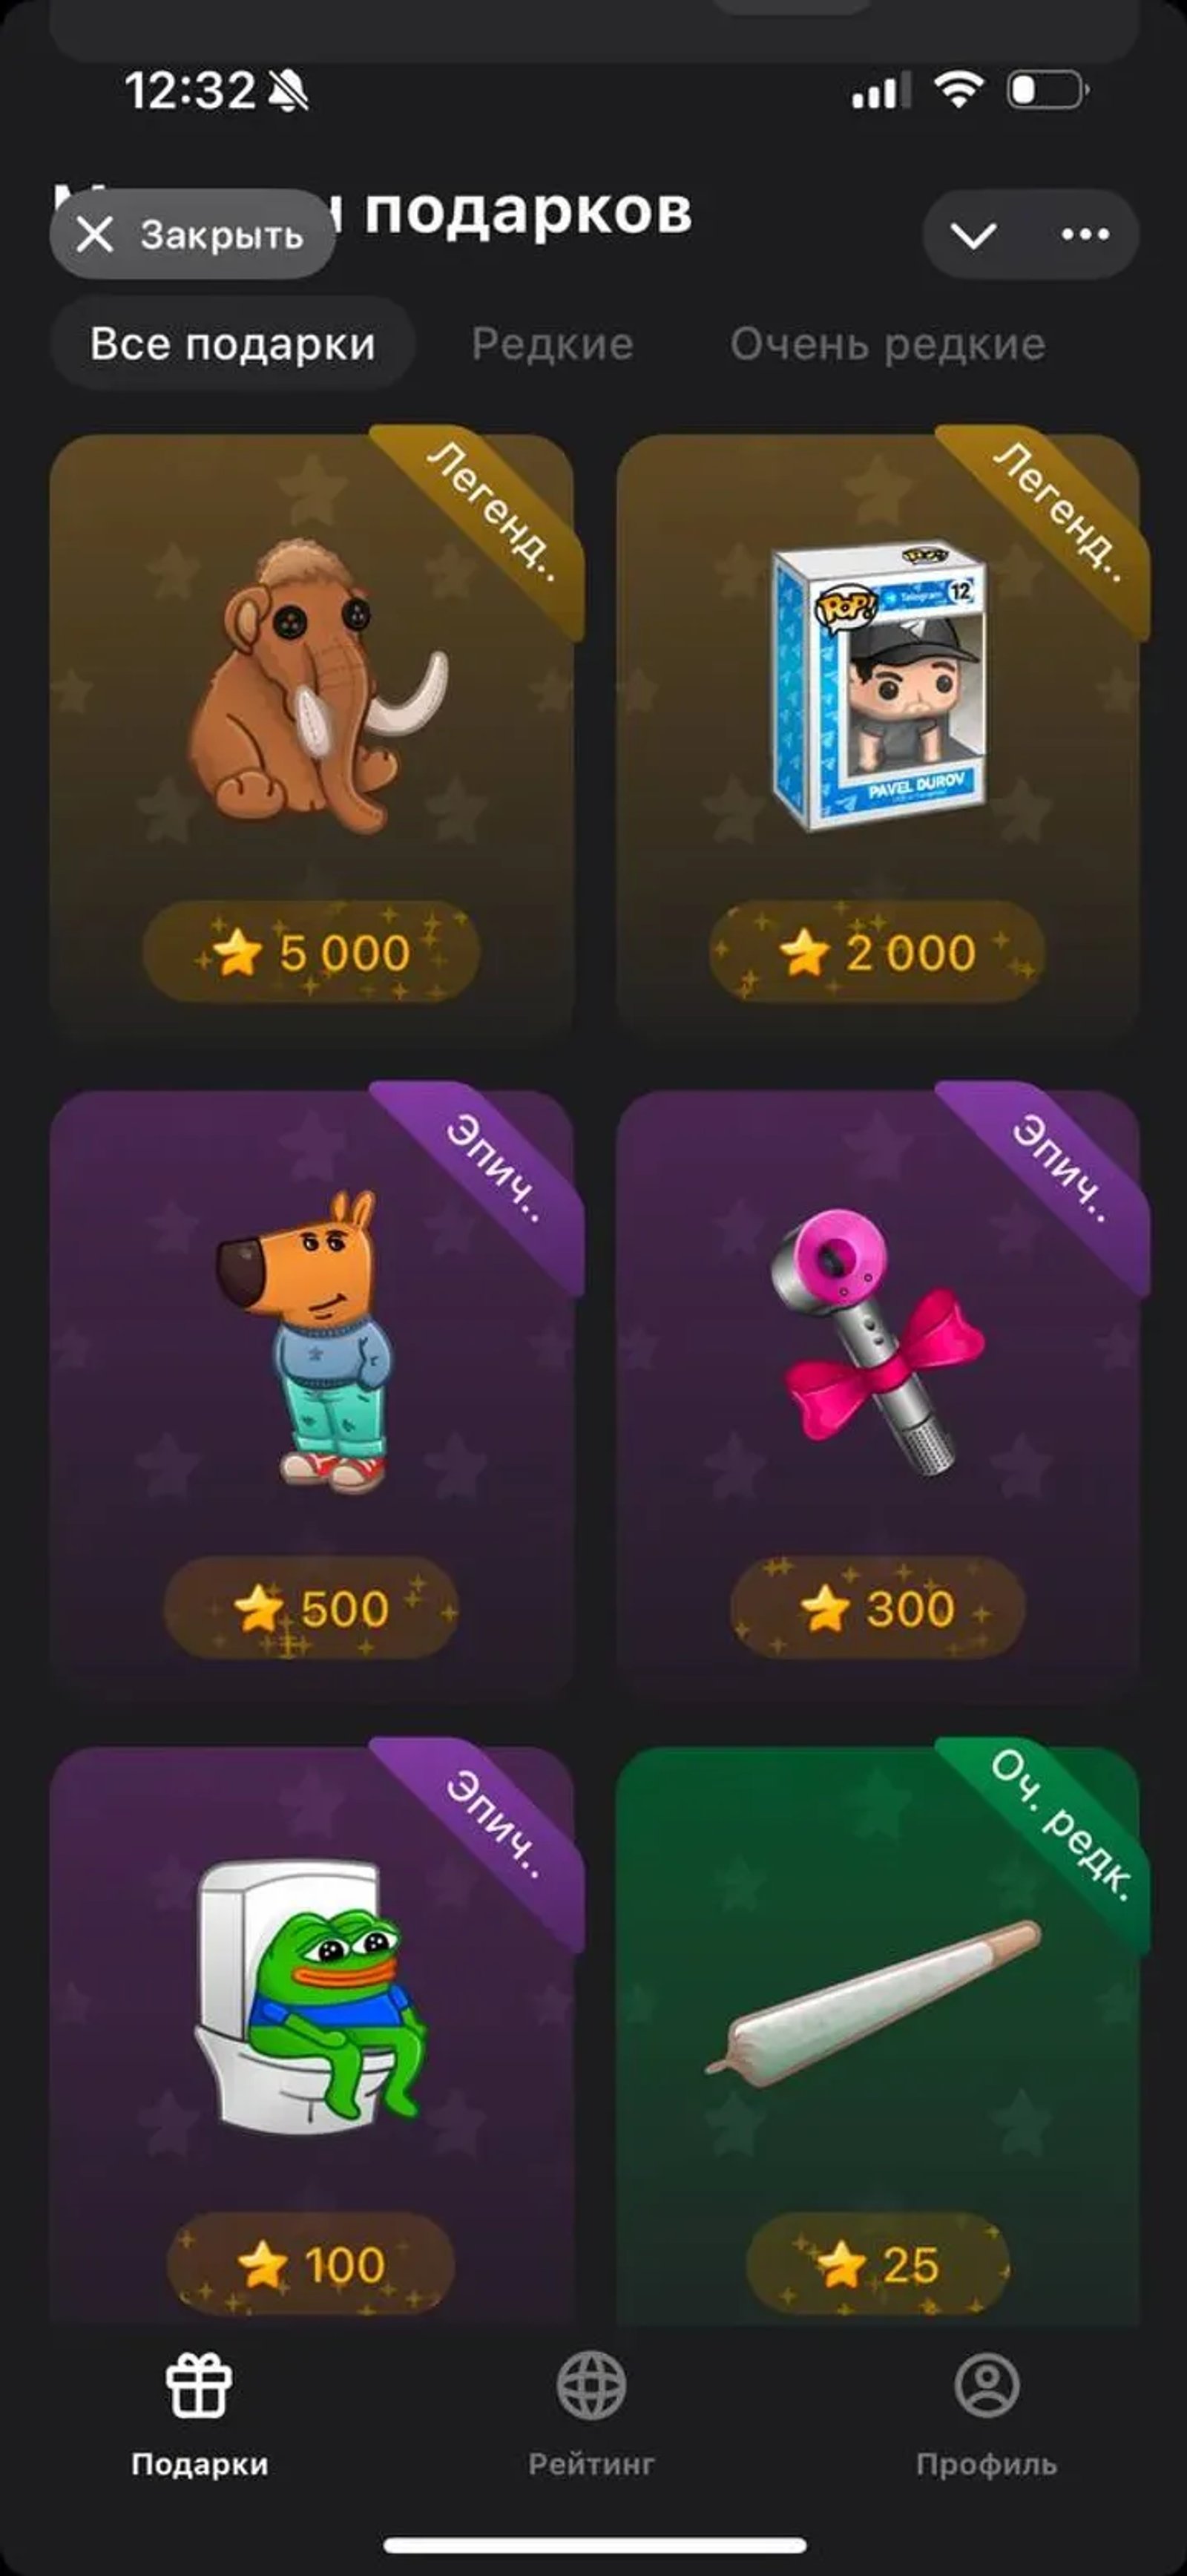 12:32
подарков
Закрыть
Все подарки
Редкие
Очень редкие
Легенд..
Легенд..
POP!
Telegram
12
PAVEL DUROV
5 000
2 000
Эпич..
Эпич..
500
300
Эпич..
Оч. редк.
100
25
Подарки
Рейтинг
Профиль